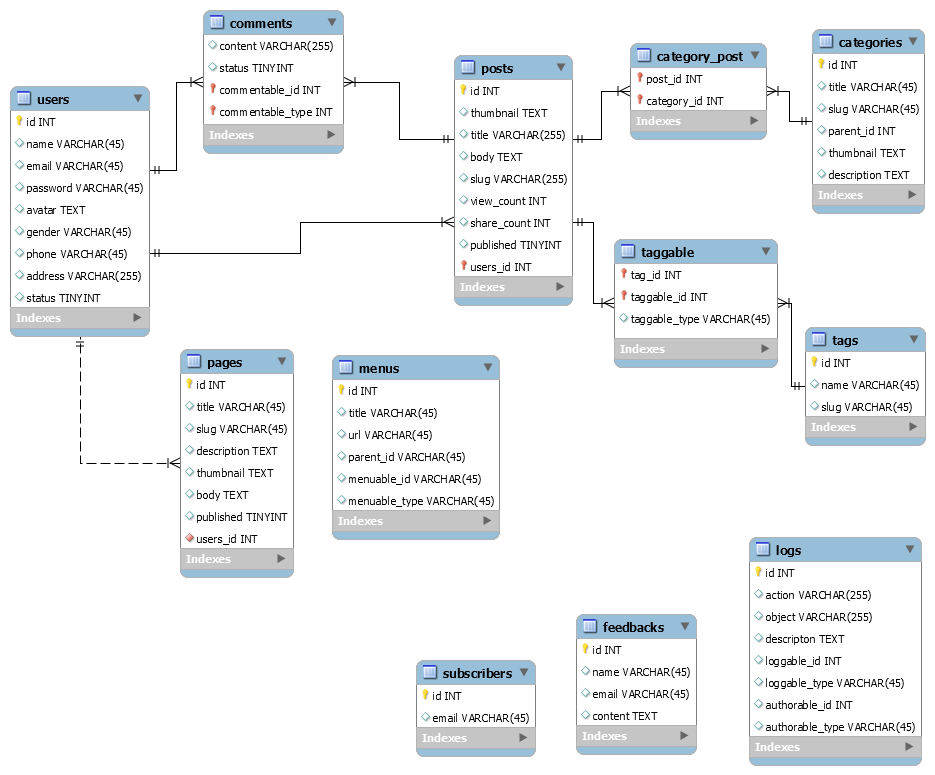 comments
content VARCHAR(255)
status TINYINT
commentable_id INT
commentable_type INT
Indexes
users
id INT
name VARCHAR(45)
email VARCHAR(45)
password VARCHAR(45)
avatar TEXT
gender VARCHAR(45)
phone VARCHAR(45)
address VARCHAR(255)
status TINYINT
Indexes
posts
id INT
thumbnail TEXT
title VARCHAR(255)
body TEXT
slug VARCHAR(255)
view_count INT
share_count INT
published TINYINT
users_id INT
Indexes
category_post
post_id INT
category_id INT
Indexes
categories
id INT
title VARCHAR(45)
slug VARCHAR(45)
parent_id INT
thumbnail TEXT
description TEXT
Indexes
taggable
tag_id INT
taggable_id INT
taggable_type VARCHAR(45)
Indexes
tags
id INT
name VARCHAR(45)
slug VARCHAR(45)
Indexes
pages
id INT
title VARCHAR(45)
slug VARCHAR(45)
description TEXT
thumbnail TEXT
body TEXT
published TINYINT
users_id INT
Indexes
menus
id INT
title VARCHAR(45)
url VARCHAR(45)
parent_id VARCHAR(45)
menuable_id VARCHAR(45)
menuable_type VARCHAR(45)
Indexes
subscribers
id INT
email VARCHAR(45)
Indexes
feedbacks
id INT
name VARCHAR(45)
email VARCHAR(45)
content TEXT
Indexes
logs
id INT
action VARCHAR(255)
object VARCHAR(255)
descripton TEXT
loggable_id INT
loggable_type VARCHAR(45)
authorable_id INT
authorable_type VARCHAR(45)
Indexes